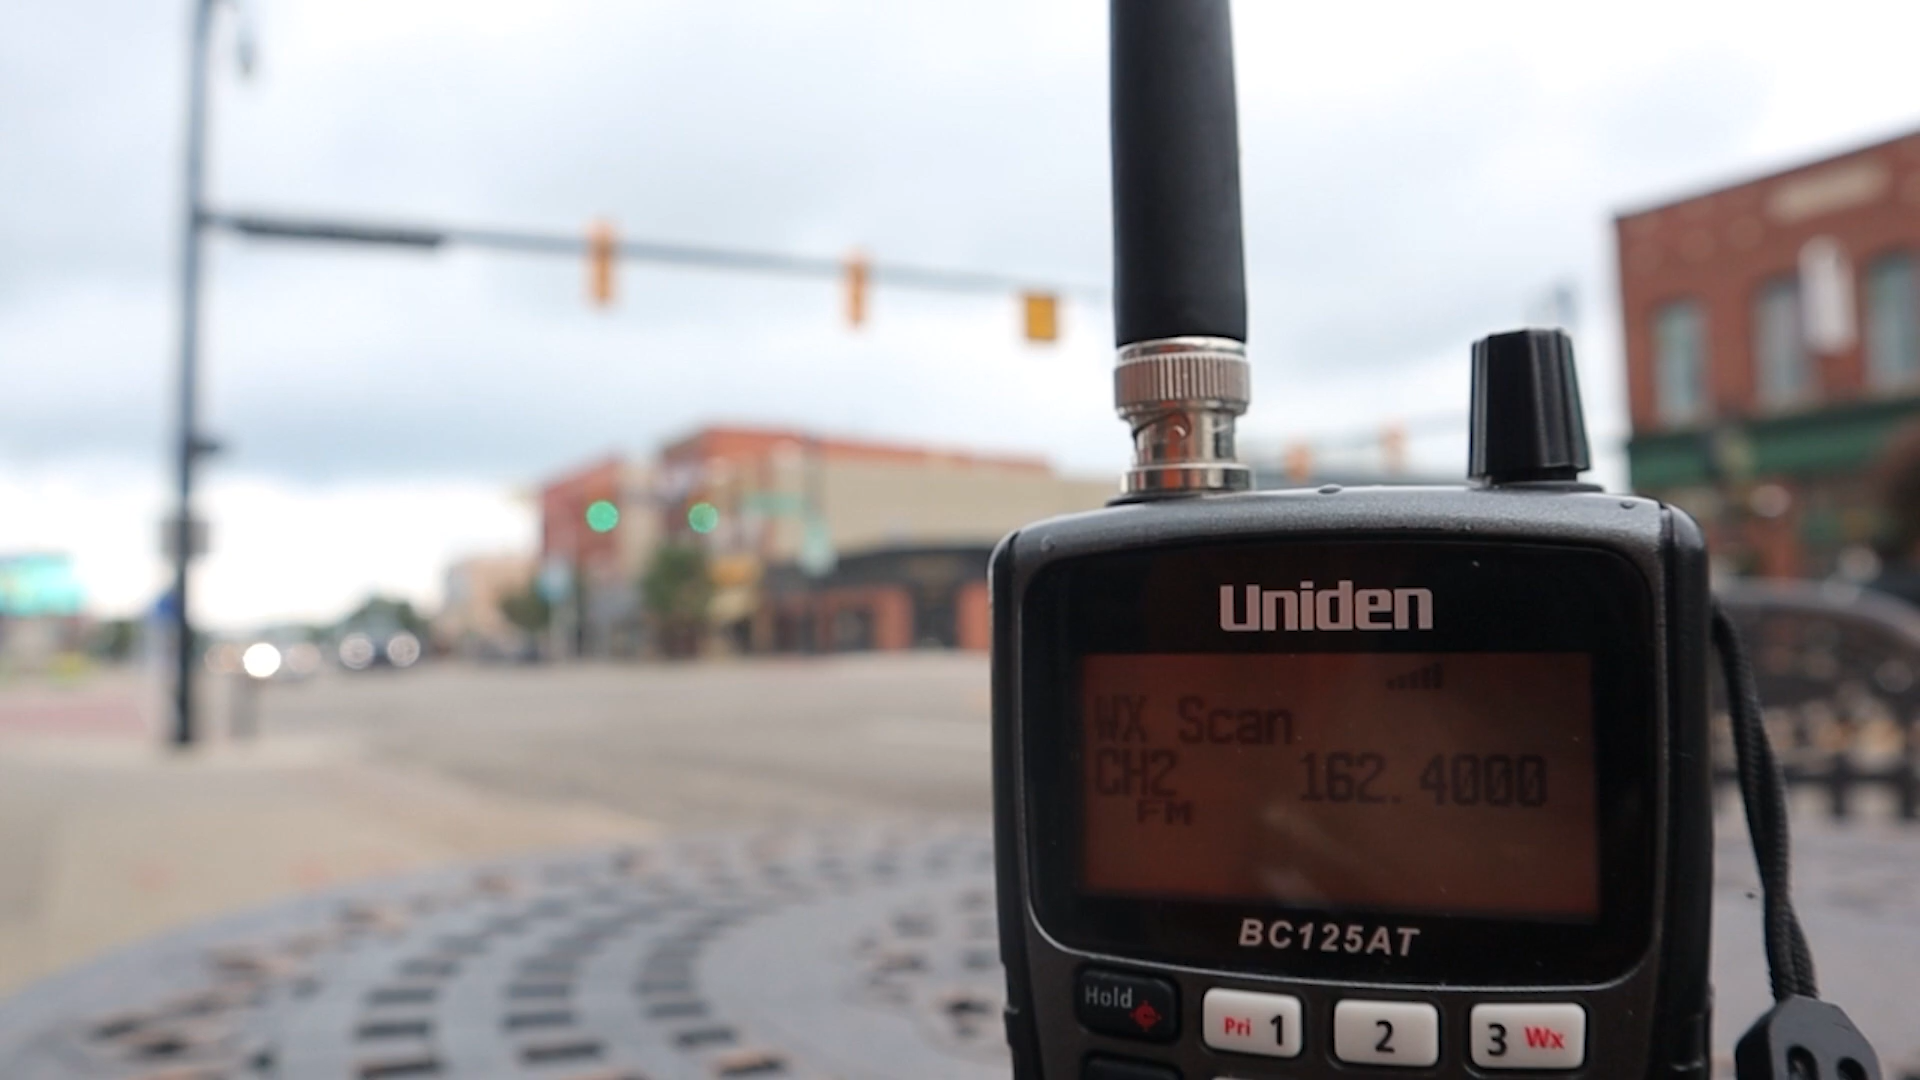 Uniden
WX Scan
CH2 162.4000
FM
BC125AT
Hold Pri 1 2 3 Wx